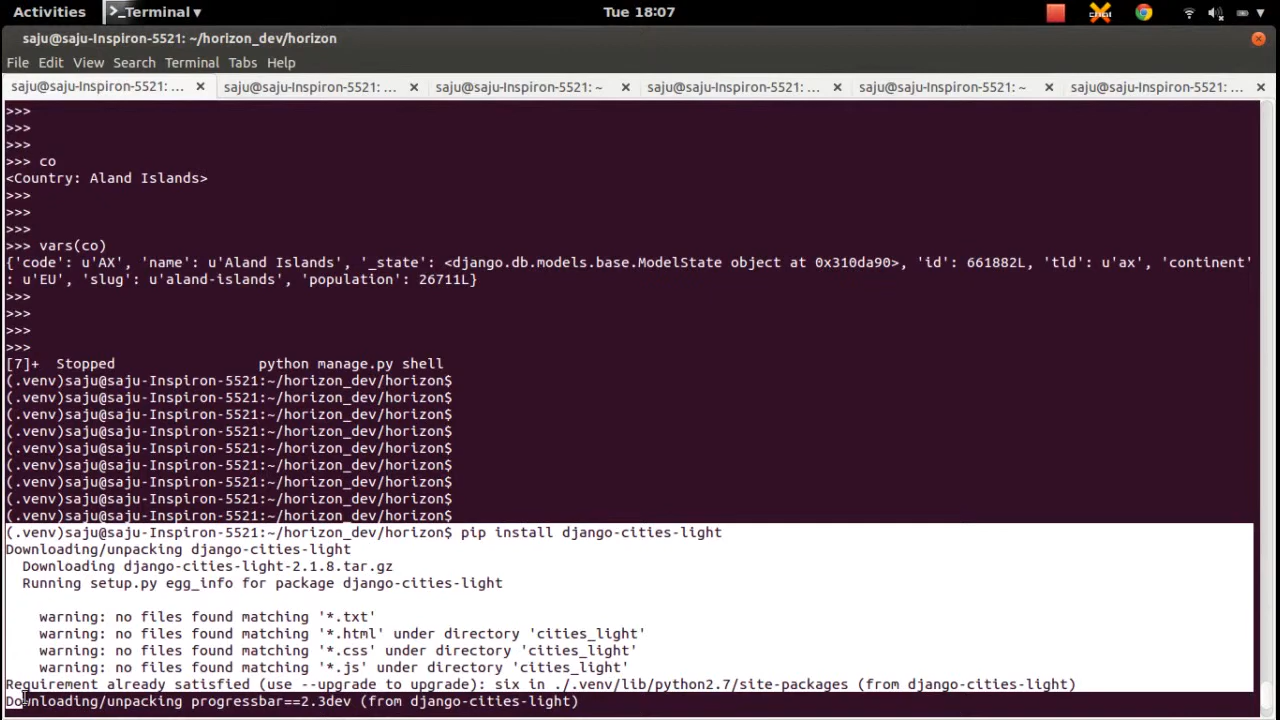 Activities Terminal Tue 18:07
saju@saju-Inspiron-5521: ~/horizon_dev/horizon
File Edit View Search Terminal Tabs Help
saju@saju-Inspiron-5521: ... saju@saju-Inspiron-5521: ... saju@saju-Inspiron-5521: ~ saju@saju-Inspiron-5521: ... saju@saju-Inspiron-5521: ~ saju@saju-Inspiron-5521: ...
>>>
>>>
>>>
>>> co
<Country: Aland Islands>
>>>
>>>
>>>
>>> vars(co)
{'code': u'AX', 'name': u'Aland Islands', '_state': <django.db.models.base.ModelState object at 0x310da90>, 'id': 661882L, 'tld': u'ax', 'continent'
: u'EU', 'slug': u'aland-islands', 'population': 26711L}
>>>
>>>
>>>
>>>
[7]+  Stopped                 python manage.py shell
(.venv)saju@saju-Inspiron-5521:~/horizon_dev/horizon$
(.venv)saju@saju-Inspiron-5521:~/horizon_dev/horizon$
(.venv)saju@saju-Inspiron-5521:~/horizon_dev/horizon$
(.venv)saju@saju-Inspiron-5521:~/horizon_dev/horizon$
(.venv)saju@saju-Inspiron-5521:~/horizon_dev/horizon$
(.venv)saju@saju-Inspiron-5521:~/horizon_dev/horizon$
(.venv)saju@saju-Inspiron-5521:~/horizon_dev/horizon$
(.venv)saju@saju-Inspiron-5521:~/horizon_dev/horizon$
(.venv)saju@saju-Inspiron-5521:~/horizon_dev/horizon$
(.venv)saju@saju-Inspiron-5521:~/horizon_dev/horizon$ pip install django-cities-light
Downloading/unpacking django-cities-light
  Downloading django-cities-light-2.1.8.tar.gz
  Running setup.py egg_info for package django-cities-light
    warning: no files found matching '*.txt'
    warning: no files found matching '*.html' under directory 'cities_light'
    warning: no files found matching '*.css' under directory 'cities_light'
    warning: no files found matching '*.js' under directory 'cities_light'
Requirement already satisfied (use --upgrade to upgrade): six in ./.venv/lib/python2.7/site-packages (from django-cities-light)
Downloading/unpacking progressbar==2.3dev (from django-cities-light)